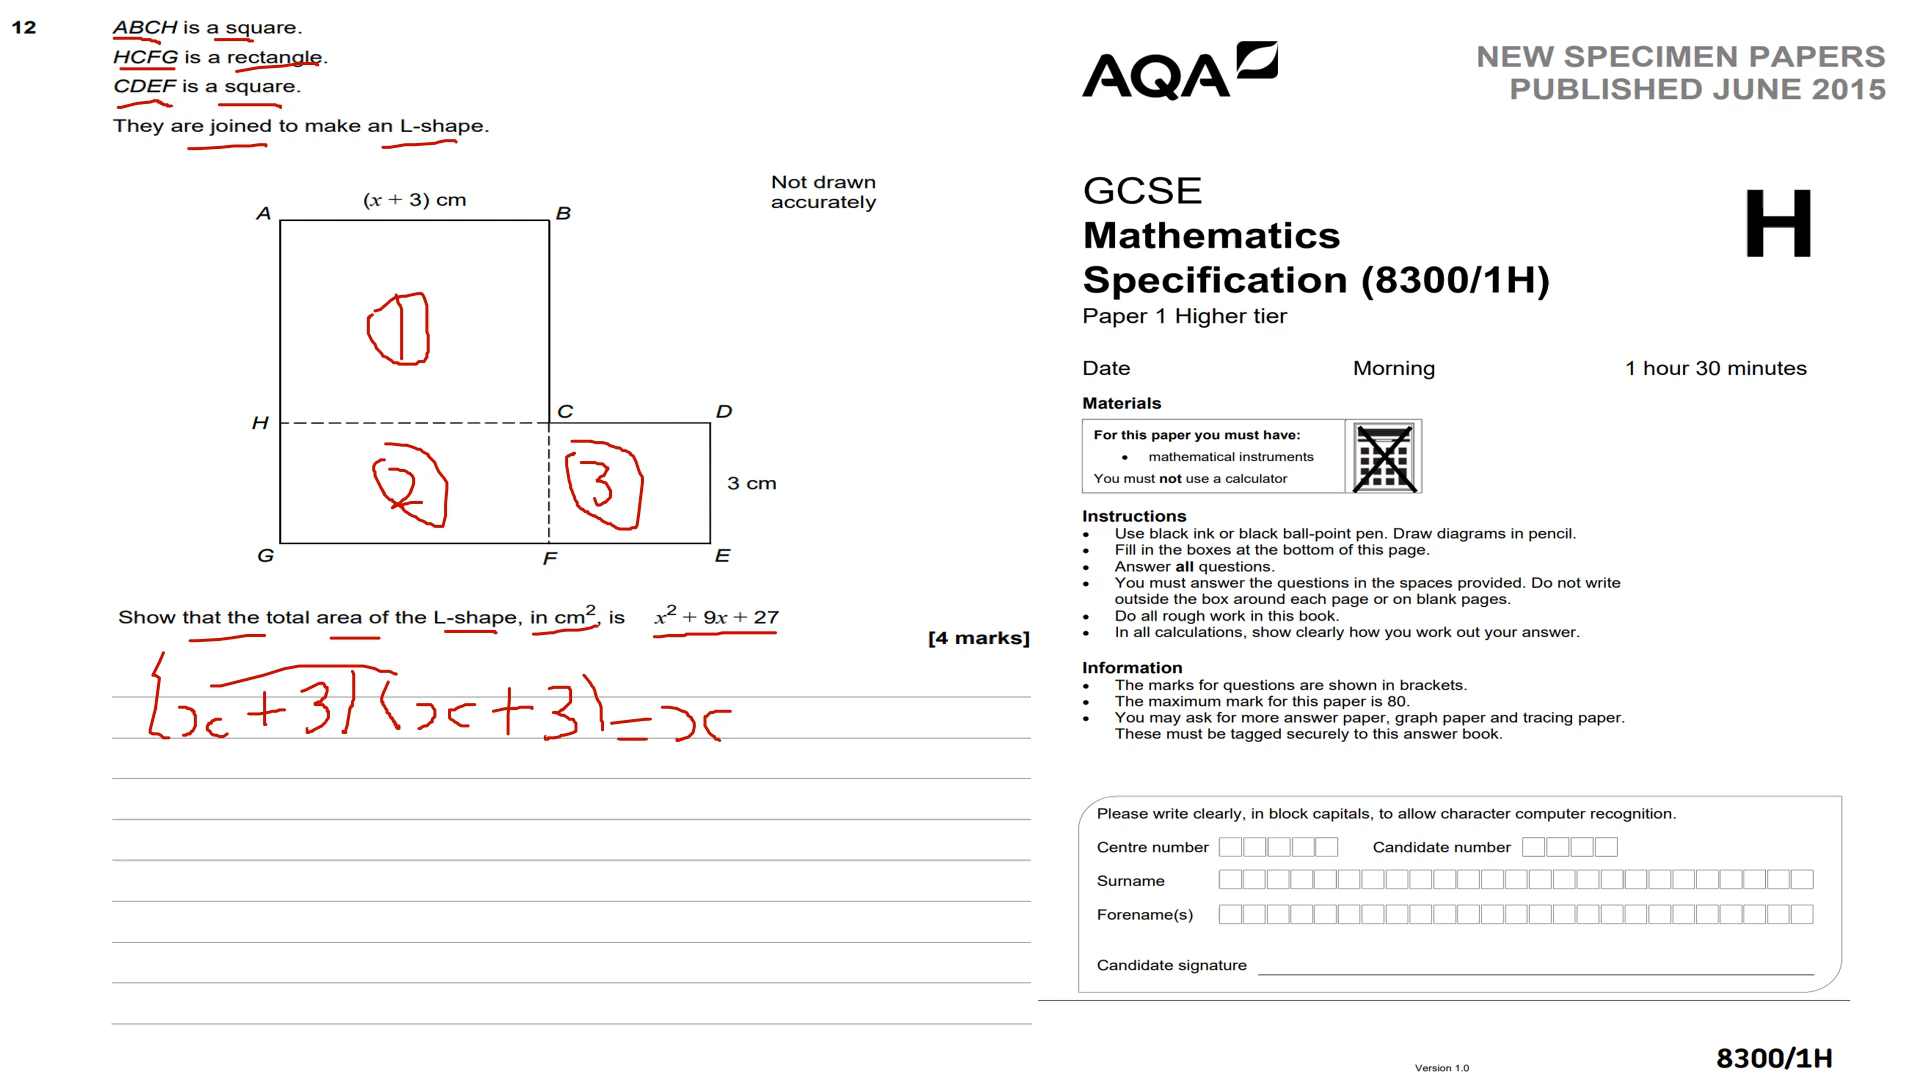 12
ABCH is a square.
HCFG is a rectangle.
CDEF is a square.
They are joined to make an L-shape.
Not drawn
accurately
(x + 3) cm
A
B
1
H
C
D
2
3
3 cm
G
F
E
Show that the total area of the L-shape, in cm², is x² + 9x + 27
[4 marks]
(x + 3)(x + 3) = x
AQA
NEW SPECIMEN PAPERS
PUBLISHED JUNE 2015
GCSE
Mathematics
Specification (8300/1H)
Paper 1 Higher tier
H
Date Morning 1 hour 30 minutes
Materials
For this paper you must have:
• mathematical instruments
You must not use a calculator
Instructions
• Use black ink or black ball-point pen. Draw diagrams in pencil.
• Fill in the boxes at the bottom of this page.
• Answer all questions.
• You must answer the questions in the spaces provided. Do not write
outside the box around each page or on blank pages.
• Do all rough work in this book.
• In all calculations, show clearly how you work out your answer.
Information
• The marks for questions are shown in brackets.
• The maximum mark for this paper is 80.
• You may ask for more answer paper, graph paper and tracing paper.
These must be tagged securely to this answer book.
Please write clearly, in block capitals, to allow character computer recognition.
Centre number Candidate number
Surname
Forename(s)
Candidate signature
Version 1.0
8300/1H